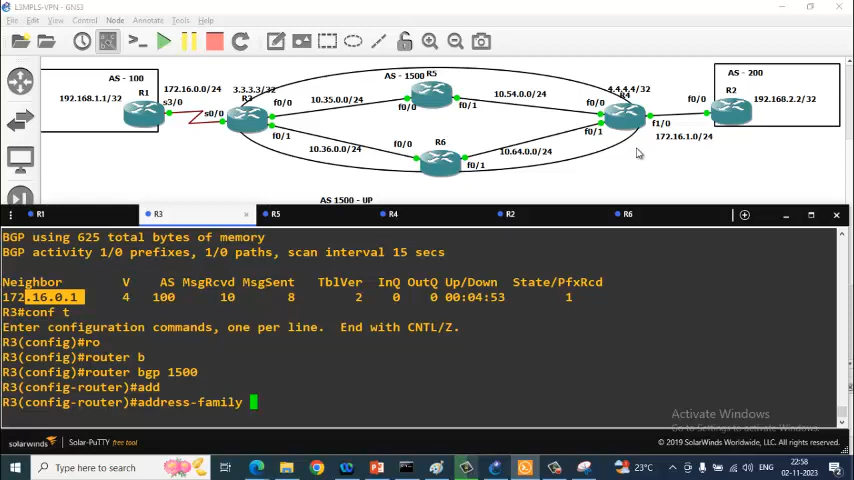 L3MPLS-VPN - GNS3
File Edit View Control Node Annotate Tools Help
AS - 100
172.16.0.0/24
192.168.1.1/32
R1
s3/0
s0/0
3.3.3.3/32
f0/0
f0/1
AS - 1500
R5
10.35.0.0/24
f0/0
f0/1
10.54.0.0/24
10.36.0.0/24
R6
f0/0
f0/1
10.64.0.0/24
4.4.4.4/32
f0/0
f0/1
f1/0
172.16.1.0/24
AS - 200
f0/0
R2
192.168.2.2/32
AS 1500 - UP
R1 R3 R5 R4 R2 R6
BGP using 625 total bytes of memory
BGP activity 1/0 prefixes, 1/0 paths, scan interval 15 secs
Neighbor V AS MsgRcvd MsgSent TblVer InQ OutQ Up/Down State/PfxRcd
172.16.0.1 4 100 10 8 2 0 0 00:04:53 1
R3#conf t
Enter configuration commands, one per line. End with CNTL/Z.
R3(config)#ro
R3(config)#router b
R3(config)#router bgp 1500
R3(config-router)#add
R3(config-router)#address-family
Activate Windows
Go to Settings to activate Windows.
solarwinds Solar-PuTTY free tool
© 2019 SolarWinds Worldwide, LLC. All rights reserved.
Type here to search
23°C
ENG
22:58
02-11-2023